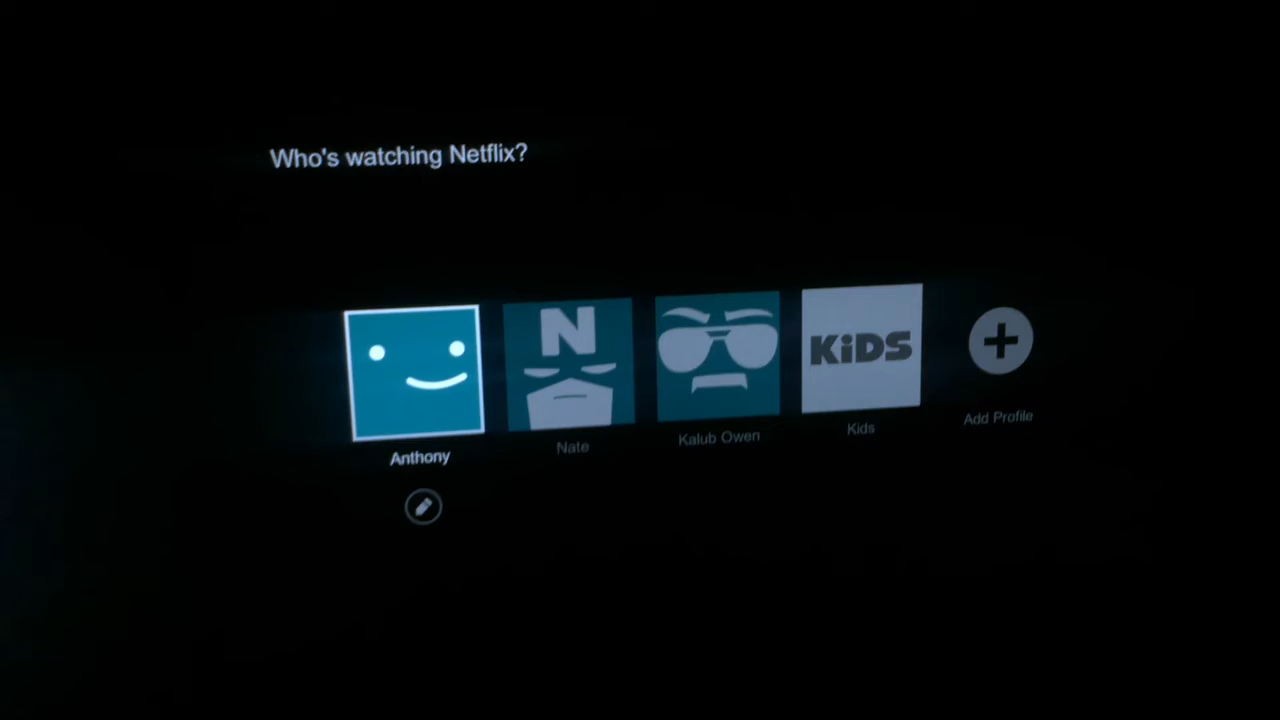 Who's watching Netflix?
N
KiDS
Anthony
Nate
Kalub Owen
Kids
Add Profile